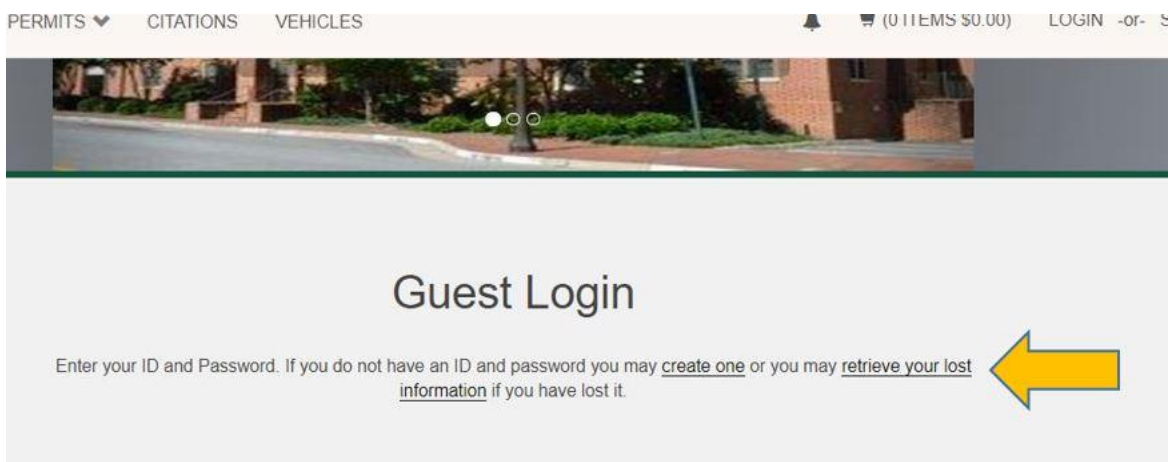 PERMITS CITATIONS VEHICLES (0 ITEMS $0.00) LOGIN -or- S
Guest Login
Enter your ID and Password. If you do not have an ID and password you may create one or you may retrieve your lost
information if you have lost it.